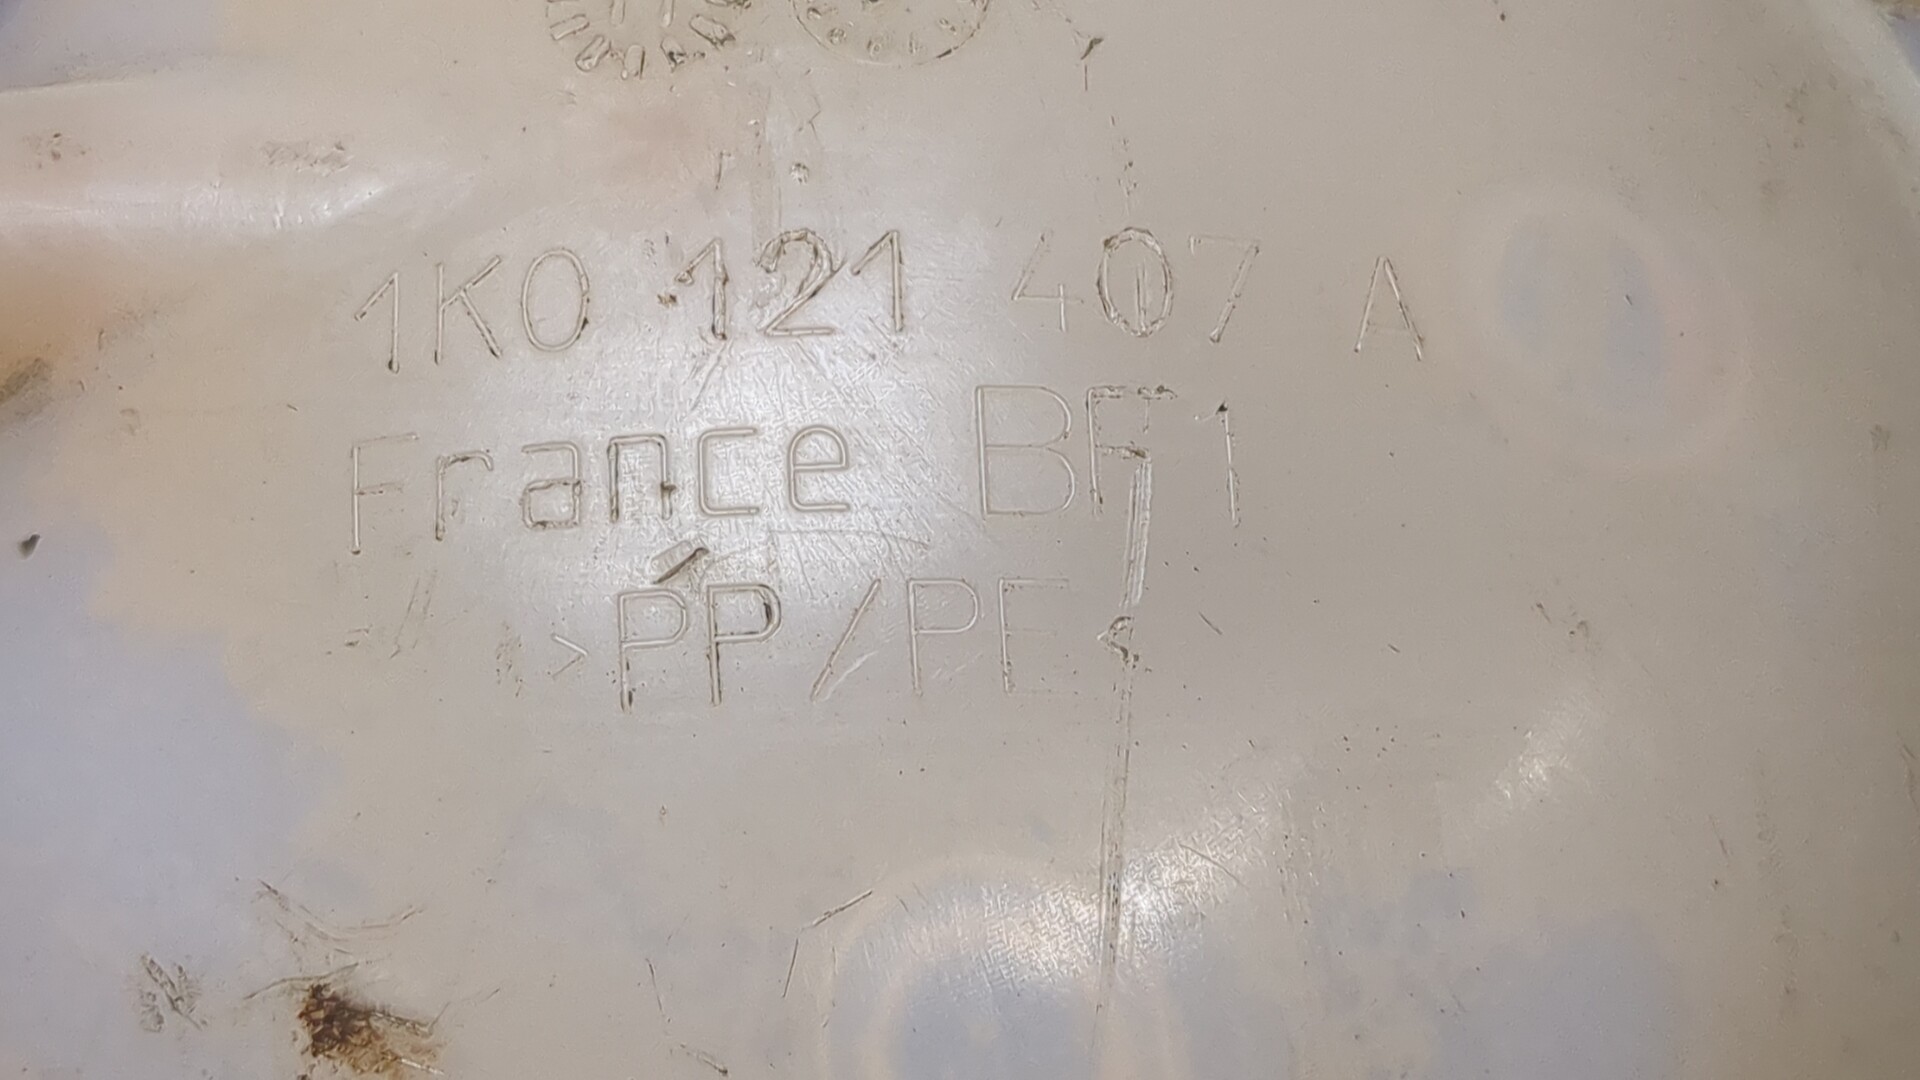 1K0 121 407 A
France BF1
>PP/PE<